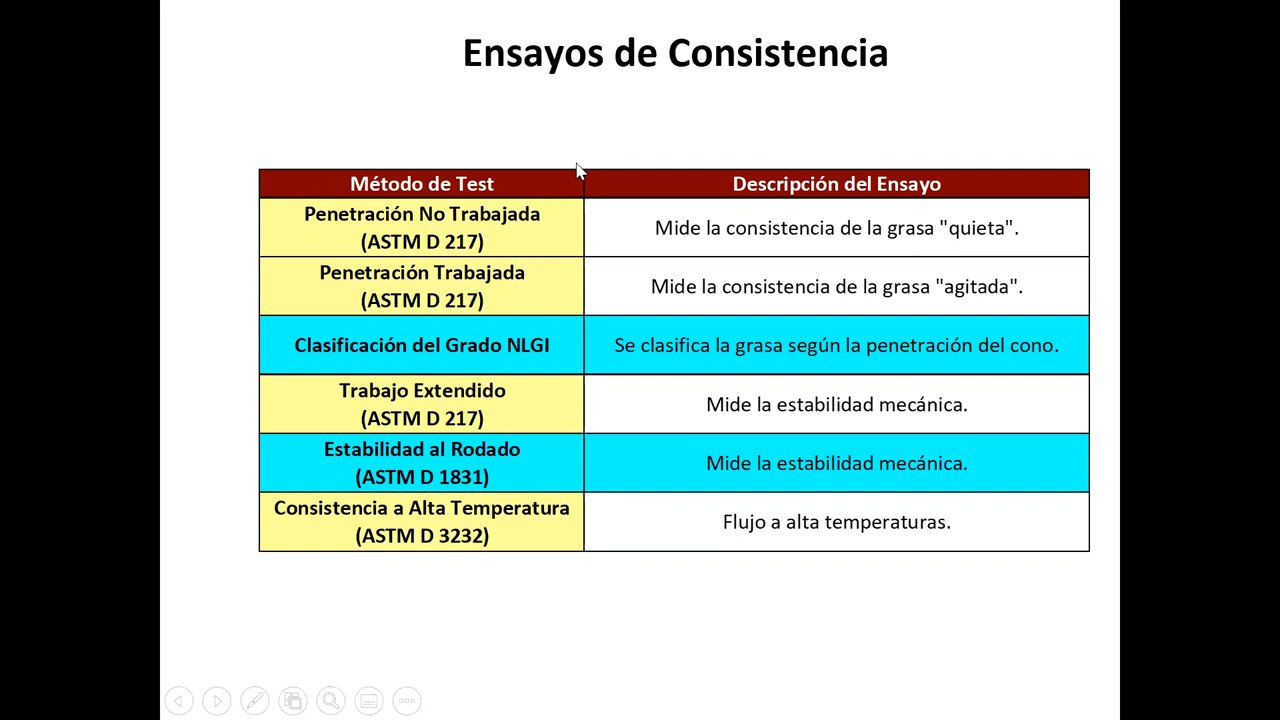 Ensayos de Consistencia
Método de Test
Descripción del Ensayo
Penetración No Trabajada
(ASTM D 217)
Mide la consistencia de la grasa "quieta".
Penetración Trabajada
(ASTM D 217)
Mide la consistencia de la grasa "agitada".
Clasificación del Grado NLGI
Se clasifica la grasa según la penetración del cono.
Trabajo Extendido
(ASTM D 217)
Mide la estabilidad mecánica.
Estabilidad al Rodado
(ASTM D 1831)
Mide la estabilidad mecánica.
Consistencia a Alta Temperatura
(ASTM D 3232)
Flujo a alta temperaturas.